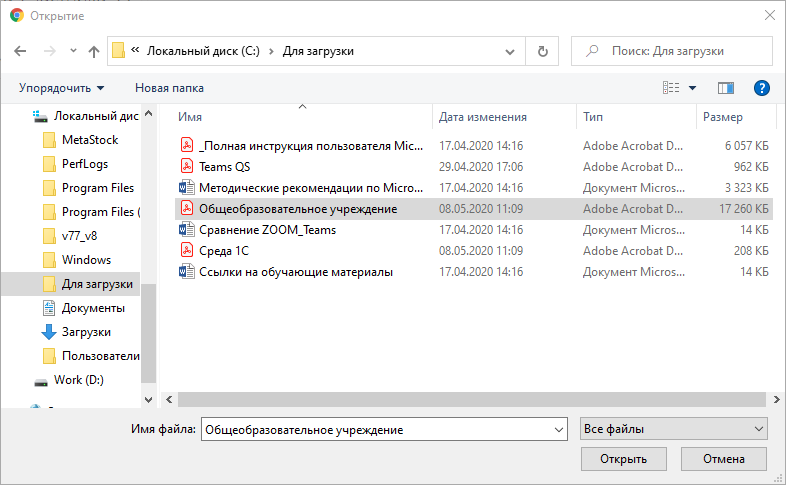 Открытие
« Локальный диск (C:) › Для загрузки
Поиск: Для загрузки
Упорядочить
Новая папка
Имя
Дата изменения
Тип
Размер
_Полная инструкция пользователя Mic... 17.04.2020 14:16 Adobe Acrobat D... 6 057 КБ
Teams QS 29.04.2020 17:06 Adobe Acrobat D... 962 КБ
Методические рекомендации по Micro... 17.04.2020 14:16 Документ Micros... 3 323 КБ
Общеобразовательное учреждение 08.05.2020 11:09 Adobe Acrobat D... 17 260 КБ
Сравнение ZOOM_Teams 17.04.2020 14:16 Документ Micros... 14 КБ
Среда 1С 08.05.2020 11:09 Adobe Acrobat D... 208 КБ
Ссылки на обучающие материалы 17.04.2020 14:16 Документ Micros... 14 КБ
Локальный дис
MetaStock
PerfLogs
Program Files
Program Files (
v77_v8
Windows
Для загрузки
Документы
Загрузки
Пользователи
Work (D:)
Имя файла:
Общеобразовательное учреждение
Все файлы
Открыть
Отмена